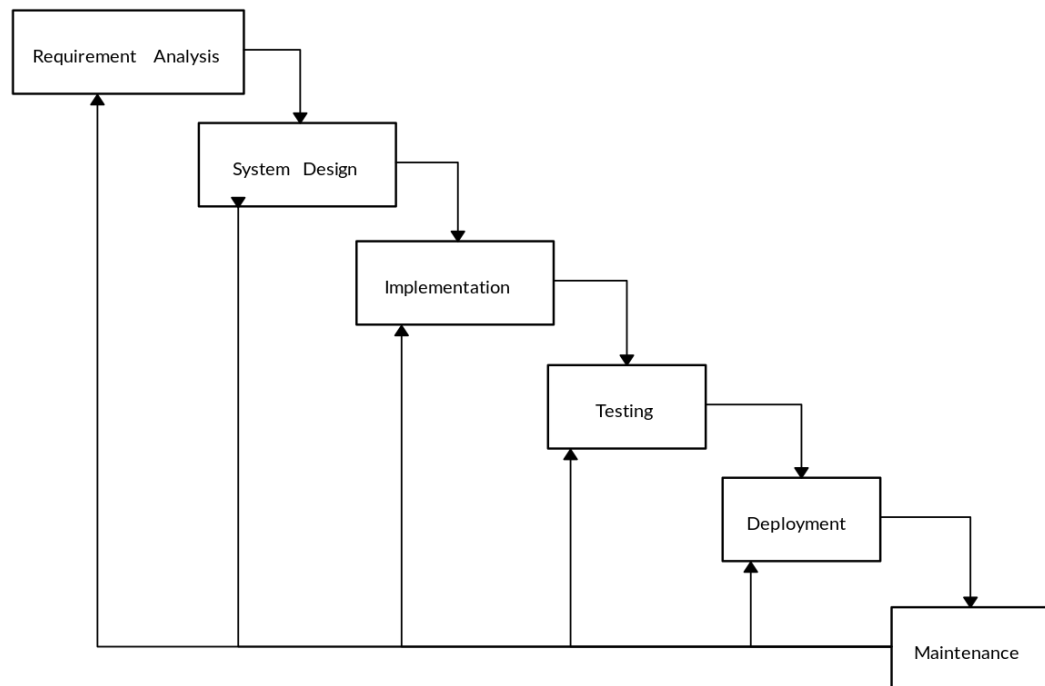 Requirement Analysis
System Design
Implementation
Testing
Deployment
Maintenance